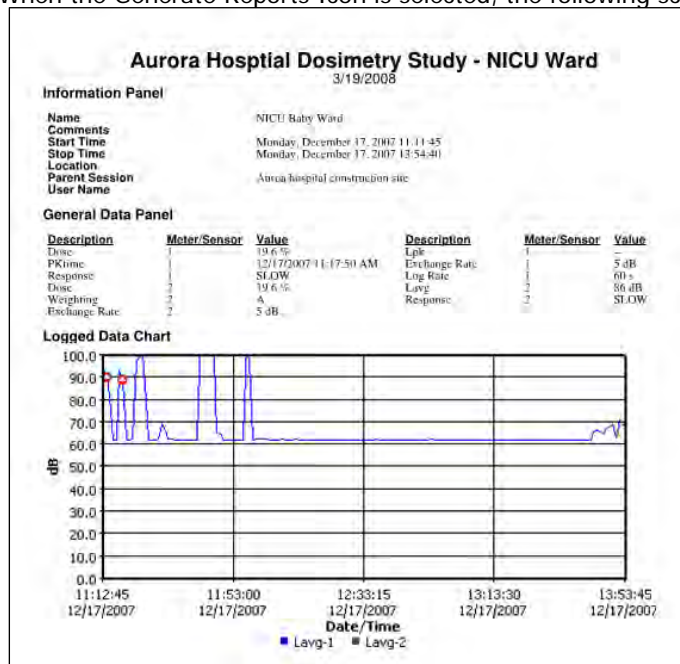 When the Generate Reports icon is selected, the following sc
Aurora Hosptial Dosimetry Study - NICU Ward
3/19/2008
Information Panel
Name NICU Baby Ward
Comments
Start Time Monday, December 17, 2007 11:11:45
Stop Time Monday, December 17, 2007 13:54:40
Location
Parent Session Auroa hospital construction site
User Name
General Data Panel
Description Meter/Sensor Value Description Meter/Sensor Value
Dose 1 19.6 % Lpk 1 --
PKtime 1 12/17/2007 11:17:50 AM Exchange Rate 1 5 dB
Response 1 SLOW Log Rate 1 60 s
Dose 2 19.6 % Lavg 2 86 dB
Weighting 2 A Response 2 SLOW
Exchange Rate 2 5 dB
Logged Data Chart
100.0
90.0
80.0
70.0
60.0
50.0
40.0
30.0
20.0
10.0
0.0
dB
11:12:45 11:53:00 12:33:15 13:13:30 13:53:45
12/17/2007 12/17/2007 12/17/2007 12/17/2007 12/17/2007
Date/Time
Lavg-1 Lavg-2